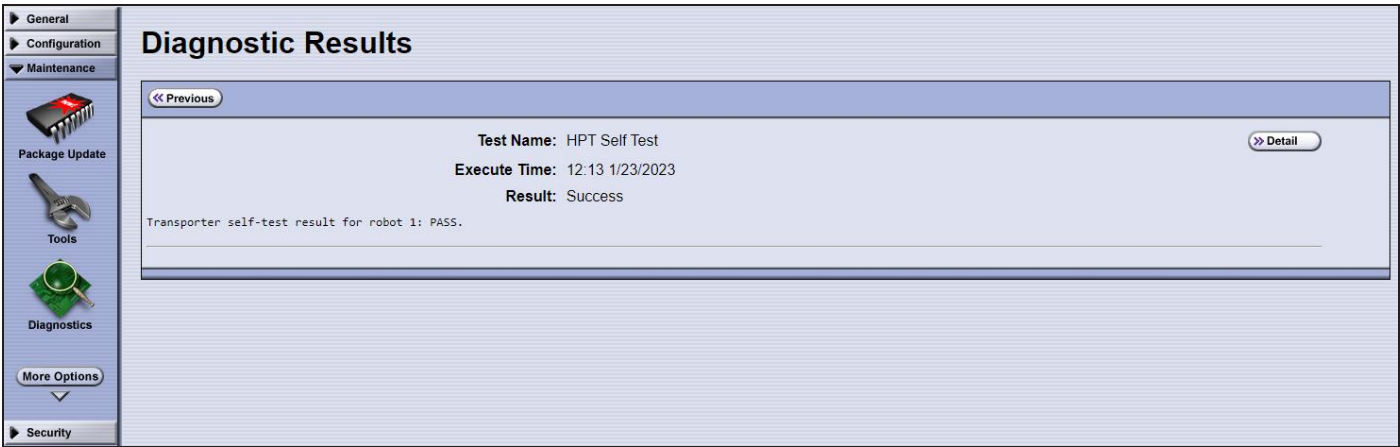 General
Configuration
Maintenance
Package Update
Tools
Diagnostics
More Options
Security
Diagnostic Results
Previous
Test Name: HPT Self Test
Detail
Execute Time: 12:13 1/23/2023
Result: Success
Transporter self-test result for robot 1: PASS.